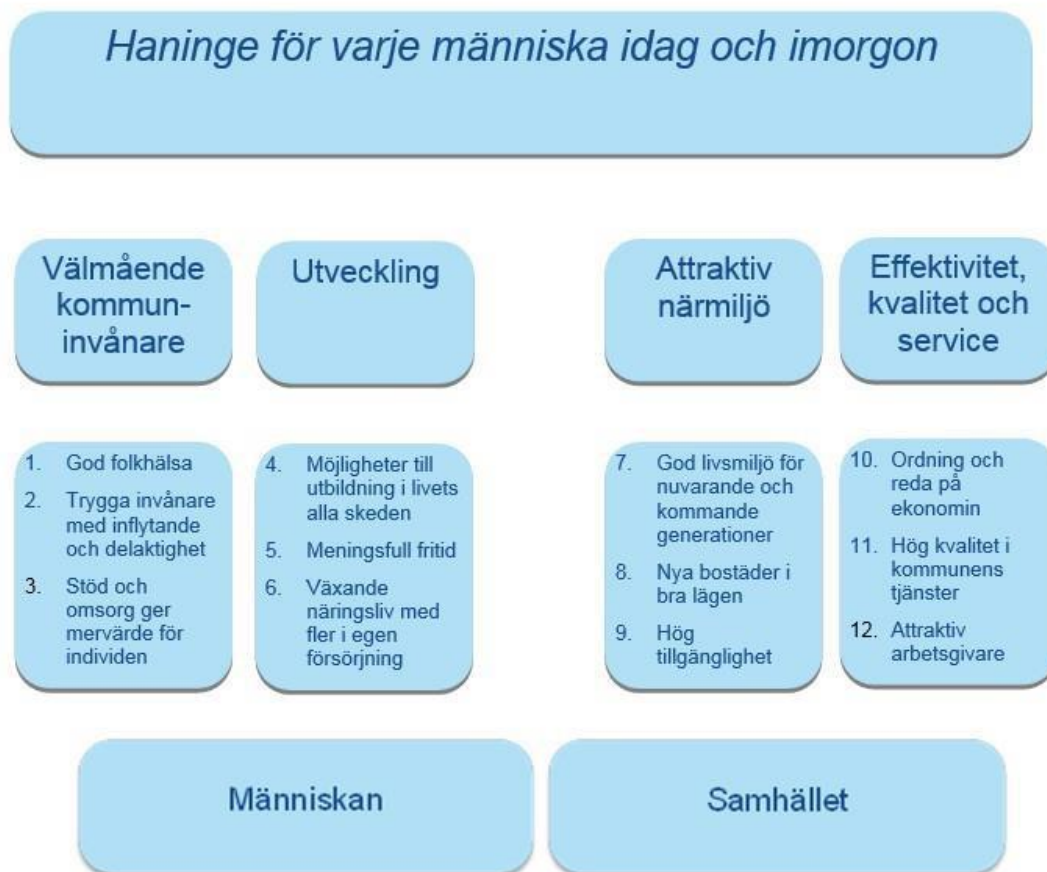 Haninge för varje människa idag och imorgon
Välmående
kommun-
invånare
Utveckling
Attraktiv
närmiljö
Effektivitet,
kvalitet och
service
1. God folkhälsa
2. Trygga invånare
med inflytande
och delaktighet
3. Stöd och
omsorg ger
mervärde för
individen
4. Möjligheter till
utbildning i livets
alla skeden
5. Meningsfull fritid
6. Växande
näringsliv med
fler i egen
försörjning
7. God livsmiljö för
nuvarande och
kommande
generationer
8. Nya bostäder i
bra lägen
9. Hög
tillgänglighet
10. Ordning och
reda på
ekonomin
11. Hög kvalitet i
kommunens
tjänster
12. Attraktiv
arbetsgivare
Människan
Samhället